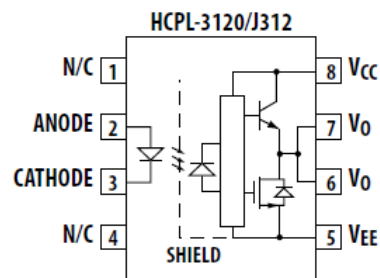 HCPL-3120/J312
N/C 1
8 VCC
ANODE 2
7 VO
CATHODE 3
6 VO
N/C 4
5 VEE
SHIELD